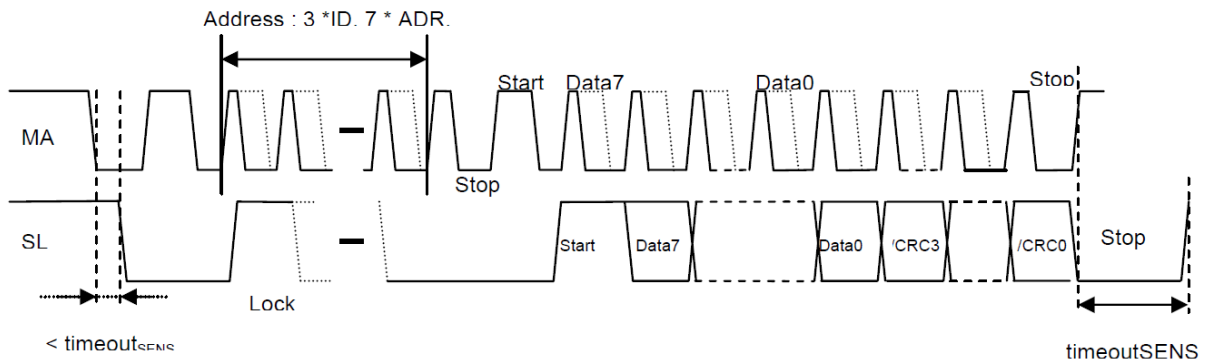 Address : 3 *ID. 7 * ADR.
Start Data7 Data0 Stop
MA
Stop
SL
Start Data7 Data0 /CRC3 /CRC0 Stop
Lock
< timeoutSENS
timeoutSENS